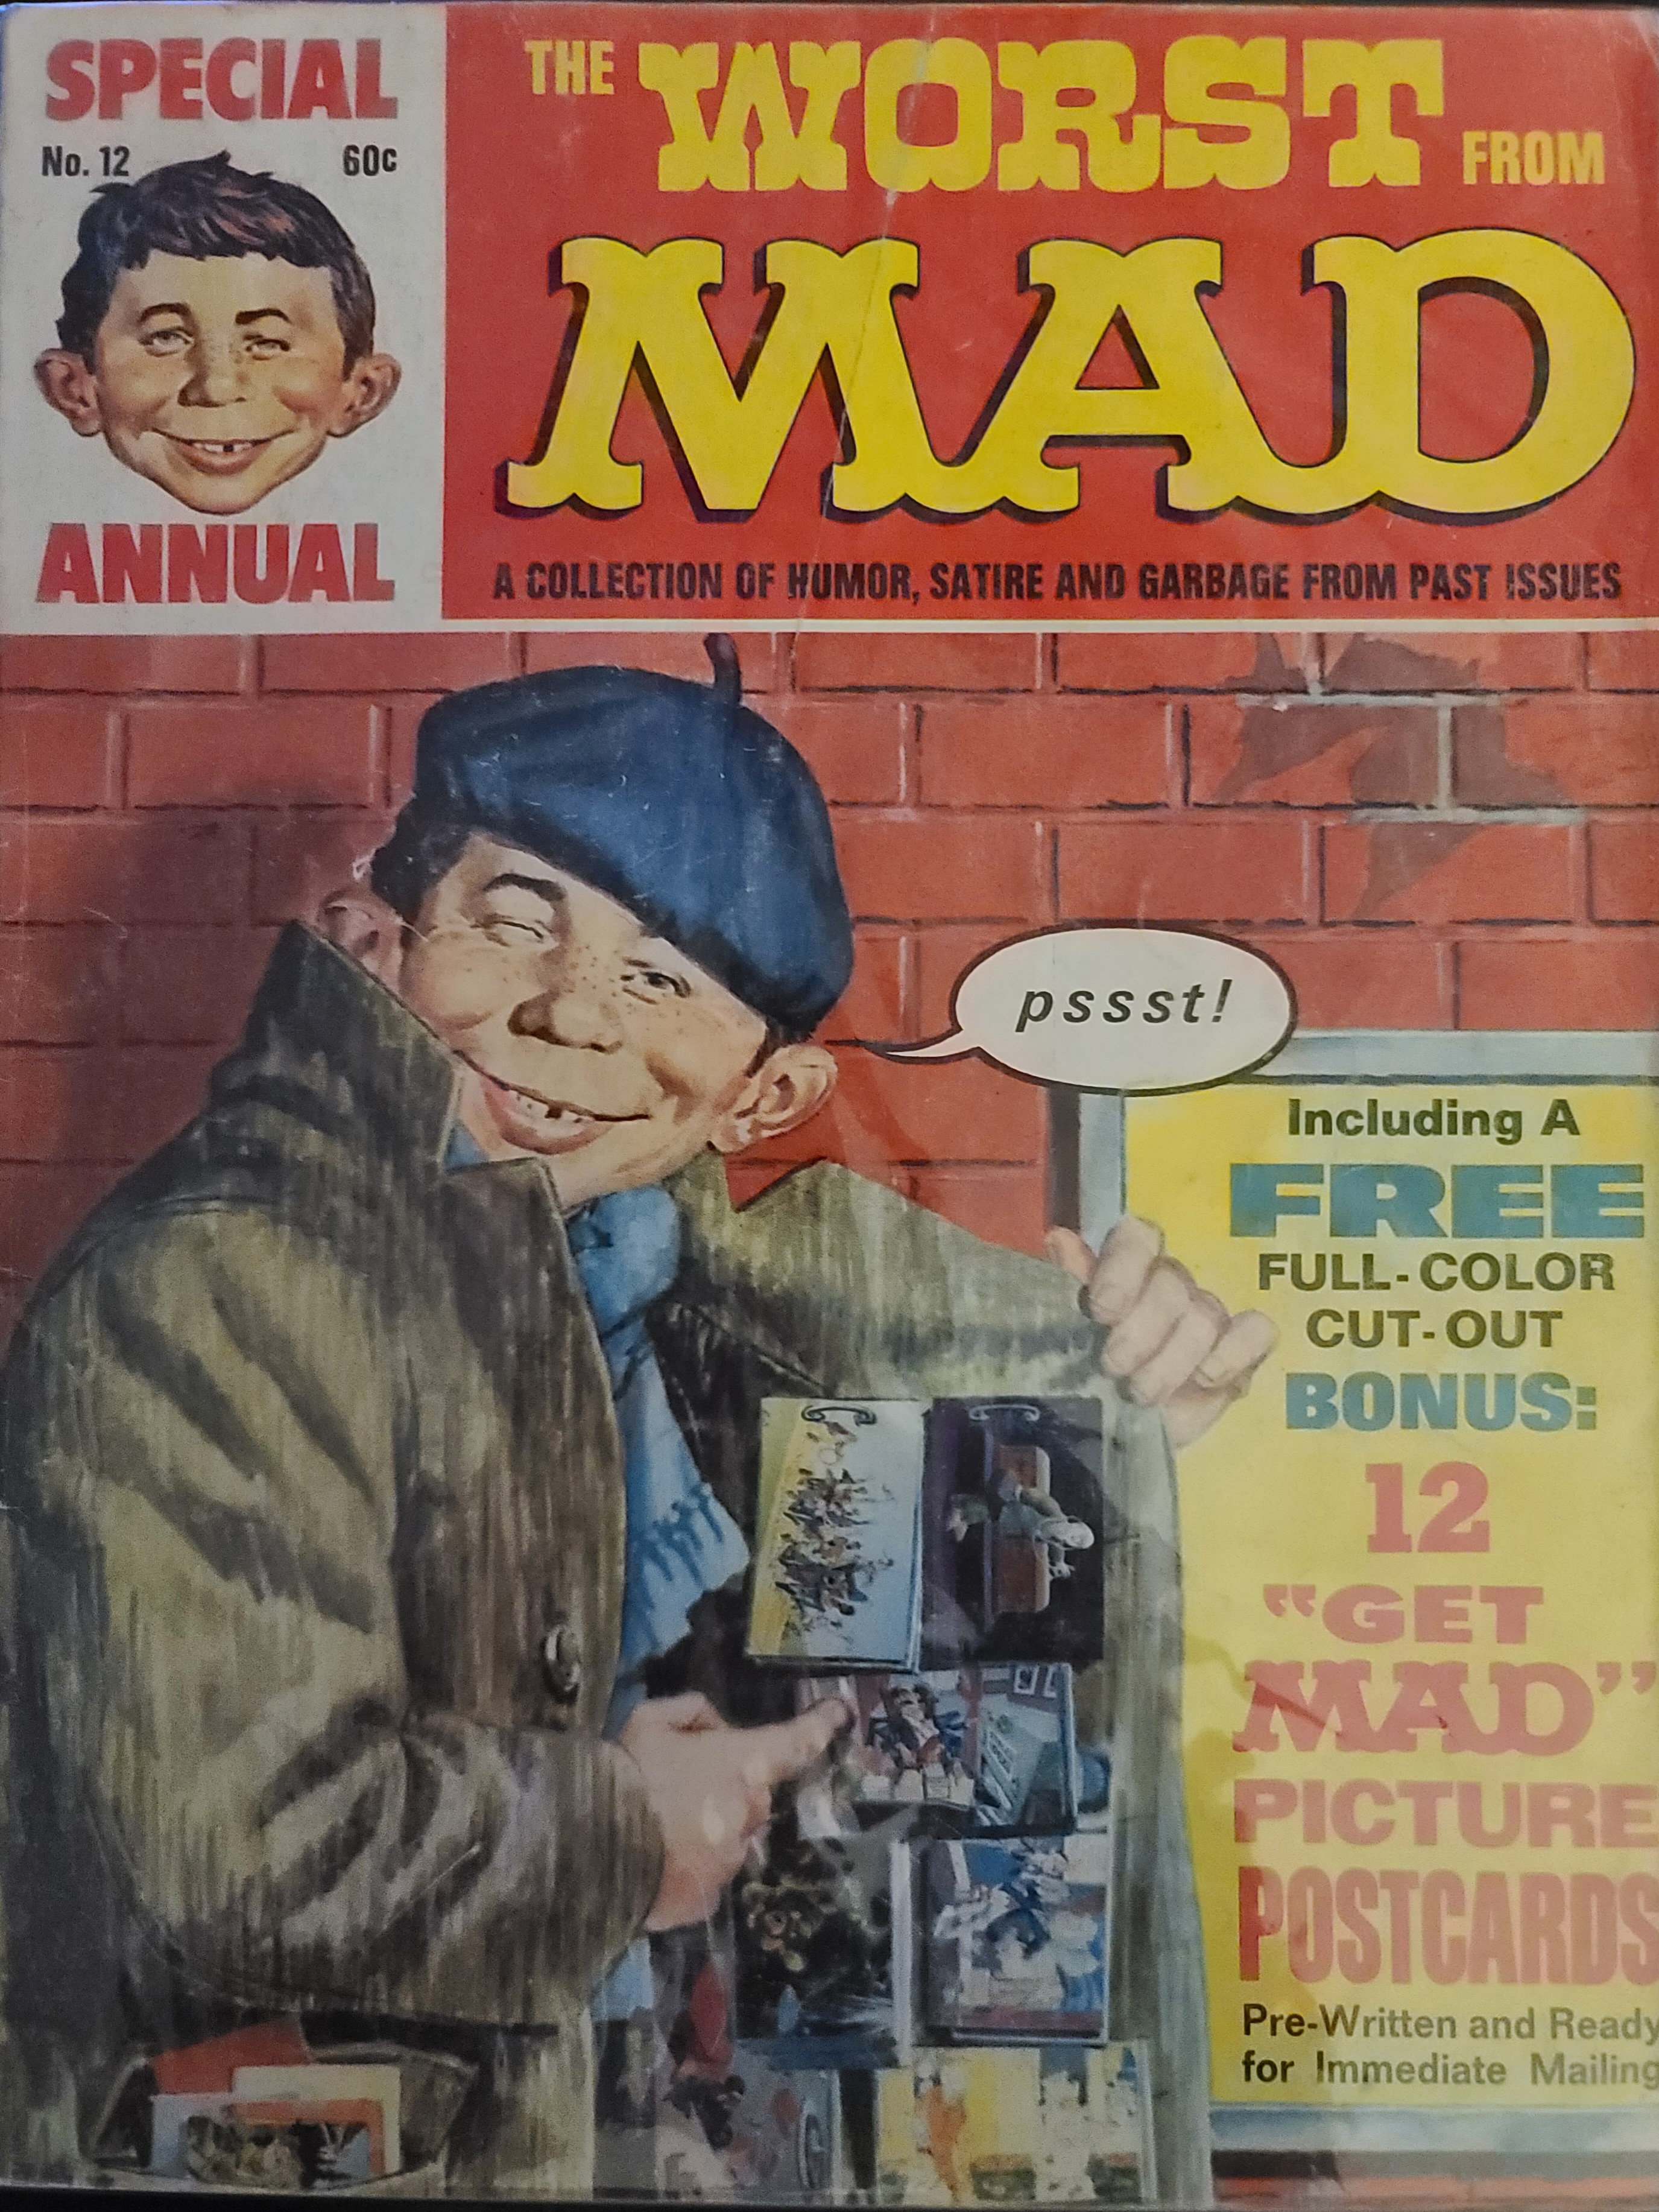 SPECIAL
No. 12 60c
ANNUAL
THE WORST FROM
MAD
A COLLECTION OF HUMOR, SATIRE AND GARBAGE FROM PAST ISSUES
pssst!
Including A
FREE
FULL-COLOR
CUT-OUT
BONUS:
12
"GET
MAD"
PICTURE
POSTCARDS
Pre-Written and Ready
for Immediate Mailing